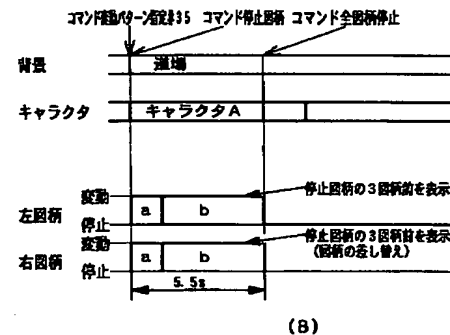 コマンド変動パターン指定#35 コマンド停止図柄 コマンド全図柄停止
背景 道場
キャラクタ キャラクタA
変動 停止図柄の3図柄前を表示
左図柄 a b
停止
変動 停止図柄の3図柄前を表示
(図柄の差し替え)
右図柄 a b
停止
5.5s
(B)